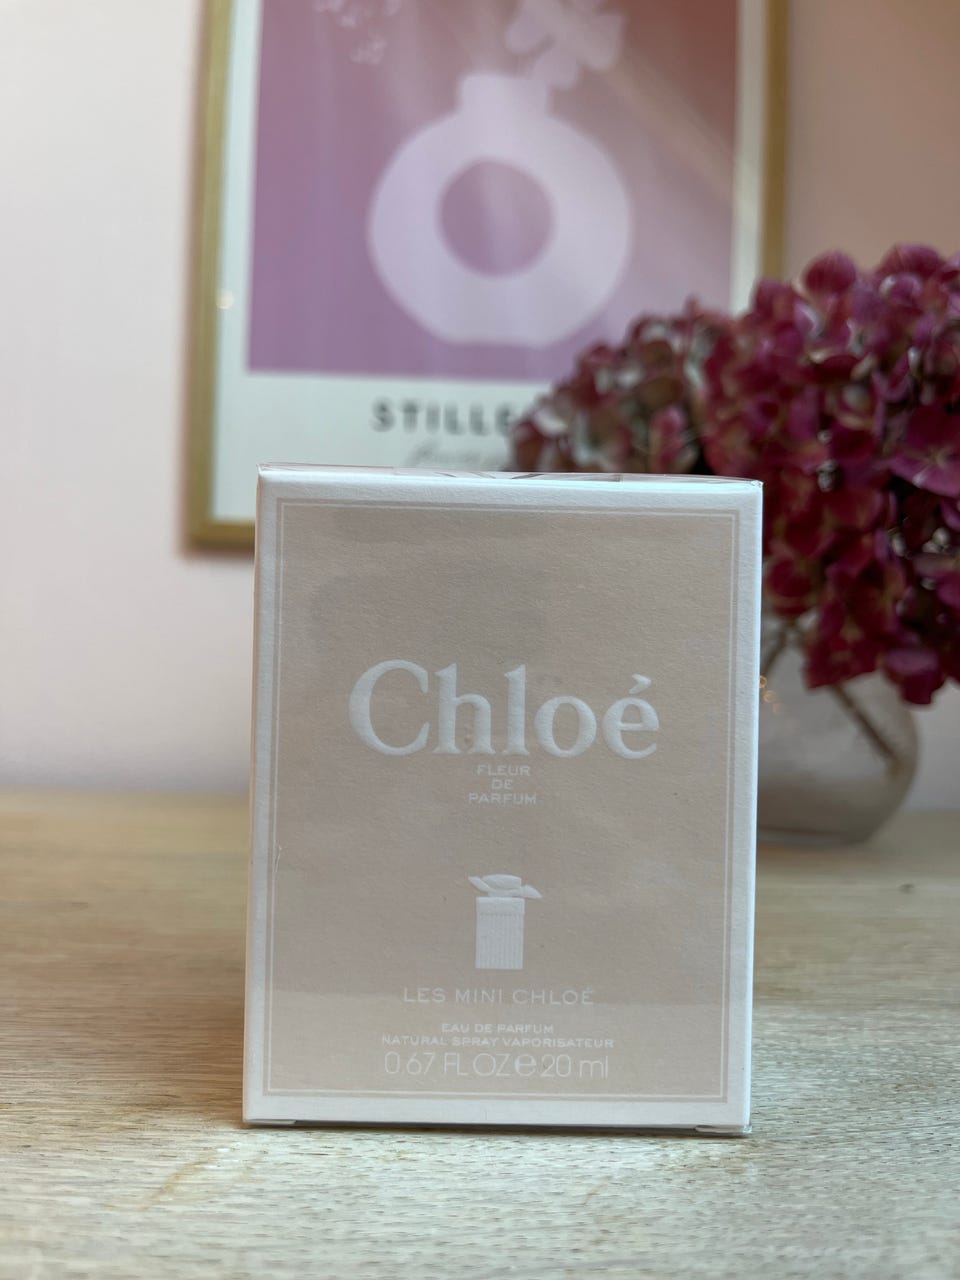 Chloé
FLEUR
DE
PARFUM
LES MINI CHLOÉ
EAU DE PARFUM
NATURAL SPRAY VAPORISATEUR
0.67 FL OZ ℮ 20 ml